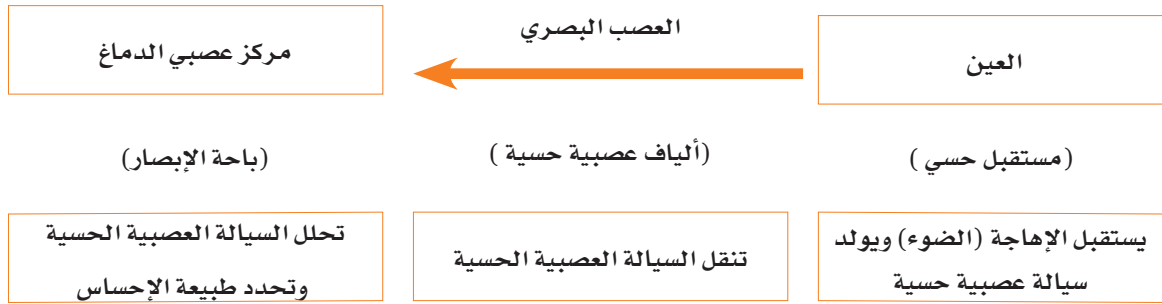 العين
العصب البصري
مركز عصبي الدماغ
(مستقبل حسي )
(ألياف عصبية حسية )
(باحة الإبصار)
يستقبل الإهاجة (الضوء) ويولد
سيالة عصبية حسية
تنقل السيالة العصبية الحسية
تحلل السيالة العصبية الحسية
وتحدد طبيعة الإحساس